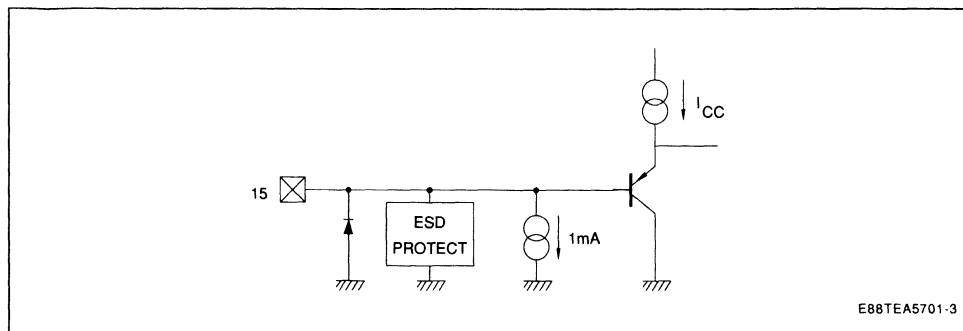 I CC
15
ESD
PROTECT
1mA
E88TEA5701-3